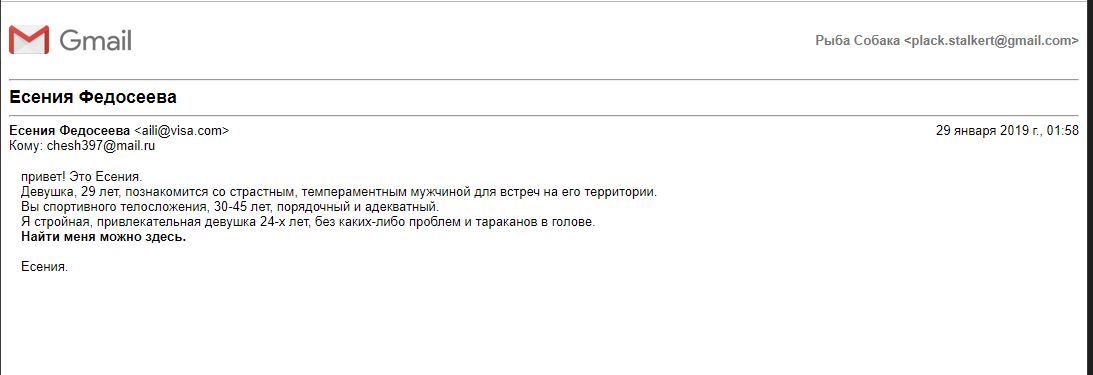 Gmail
Рыба Собака <plack.stalkert@gmail.com>
Есения Федосеева
Есения Федосеева <aili@visa.com>
29 января 2019 г., 01:58
Кому: chesh397@mail.ru
привет! Это Есения.
Девушка, 29 лет, познакомится со страстным, темпераментным мужчиной для встреч на его территории.
Вы спортивного телосложения, 30-45 лет, порядочный и адекватный.
Я стройная, привлекательная девушка 24-х лет, без каких-либо проблем и тараканов в голове.
Найти меня можно здесь.
Есения.